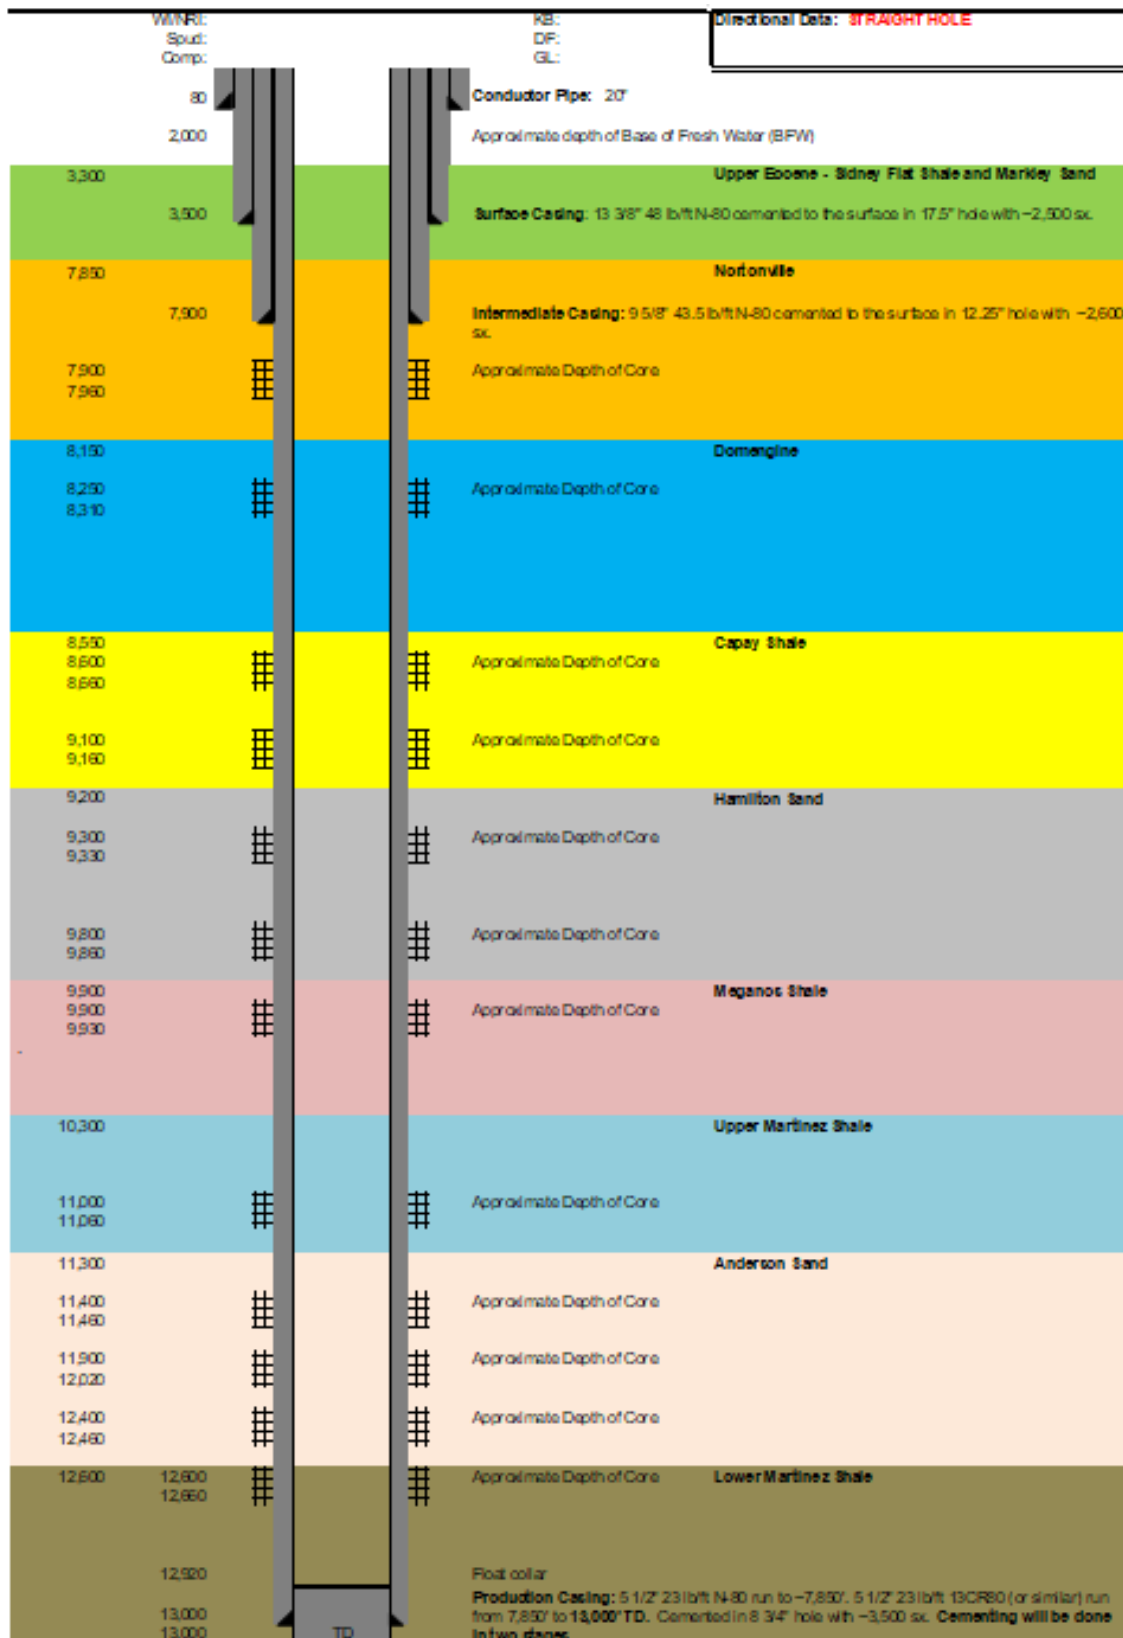 WI/NRI: KB: Directional Data: STRAIGHT HOLE
Spud: DF:
Comp: GL:
80 Conductor Pipe: 20"
2,000 Approximate depth of Base of Fresh Water (BFW)
3,300 Upper Eocene - Sidney Flat Shale and Markley Sand
3,500 Surface Casing: 13 3/8" 48 lb/ft N-80 cemented to the surface in 17.5" hole with ~2,500 sx.
7,850 Nortonville
7,900 Intermediate Casing: 9 5/8" 43.5 lb/ft N-80 cemented to the surface in 12.25" hole with ~2,600
sx.
7,900 Approximate Depth of Core
7,960
8,150 Domengine
8,250 Approximate Depth of Core
8,310
8,550 Capay Shale
8,600 Approximate Depth of Core
8,660
9,100 Approximate Depth of Core
9,160
9,200 Hamilton Sand
9,300 Approximate Depth of Core
9,330
9,800 Approximate Depth of Core
9,860
9,900 Meganos Shale
9,900 Approximate Depth of Core
9,930
-
10,300 Upper Martinez Shale
11,000 Approximate Depth of Core
11,060
11,300 Anderson Sand
11,400 Approximate Depth of Core
11,460
11,900 Approximate Depth of Core
12,020
12,400 Approximate Depth of Core
12,460
12,600 12,600 Approximate Depth of Core Lower Martinez Shale
12,660
12,920 Float collar
Production Casing: 5 1/2" 23 lb/ft N-80 run to ~7,850'. 5 1/2" 23 lb/ft 13CR80 (or similar) run
13,000 from 7,850' to 13,000' TD. Cemented in 8 3/4" hole with ~3,500 sx. Cementing will be done
13,000 TD in two stages